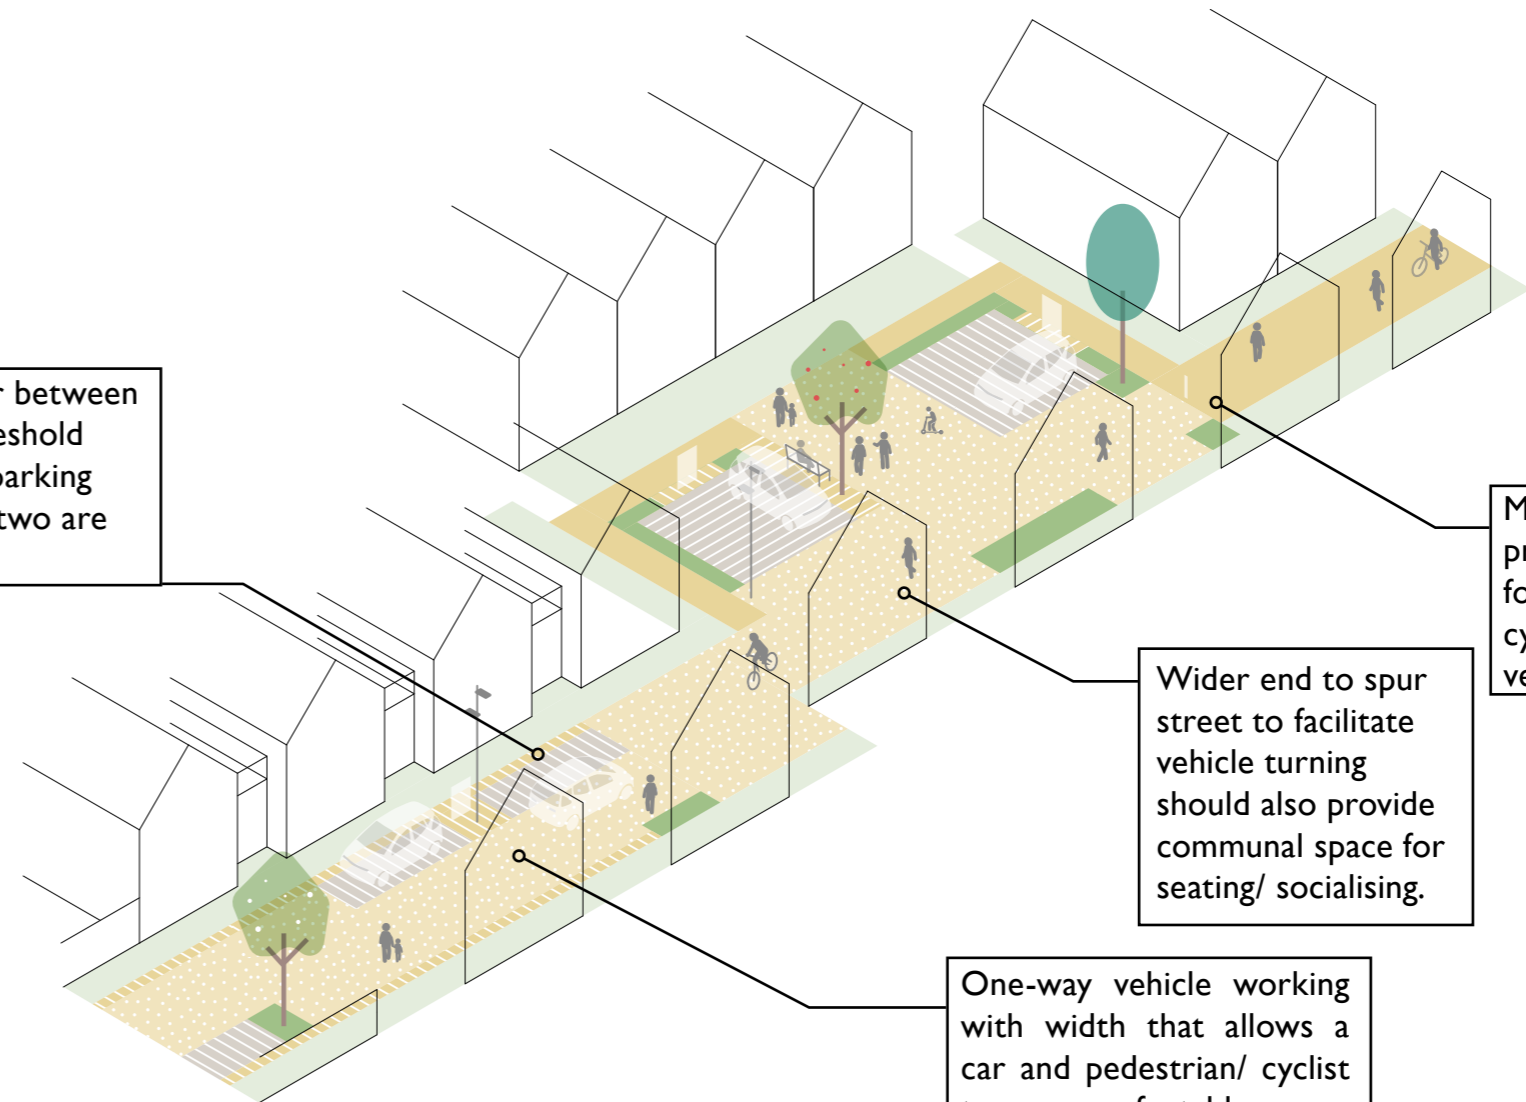 between
eshold
parking
two are
Wider end to spur
street to facilitate
vehicle turning
should also provide
communal space for
seating/ socialising.
One-way vehicle working
with width that allows a
car and pedestrian/ cyclist